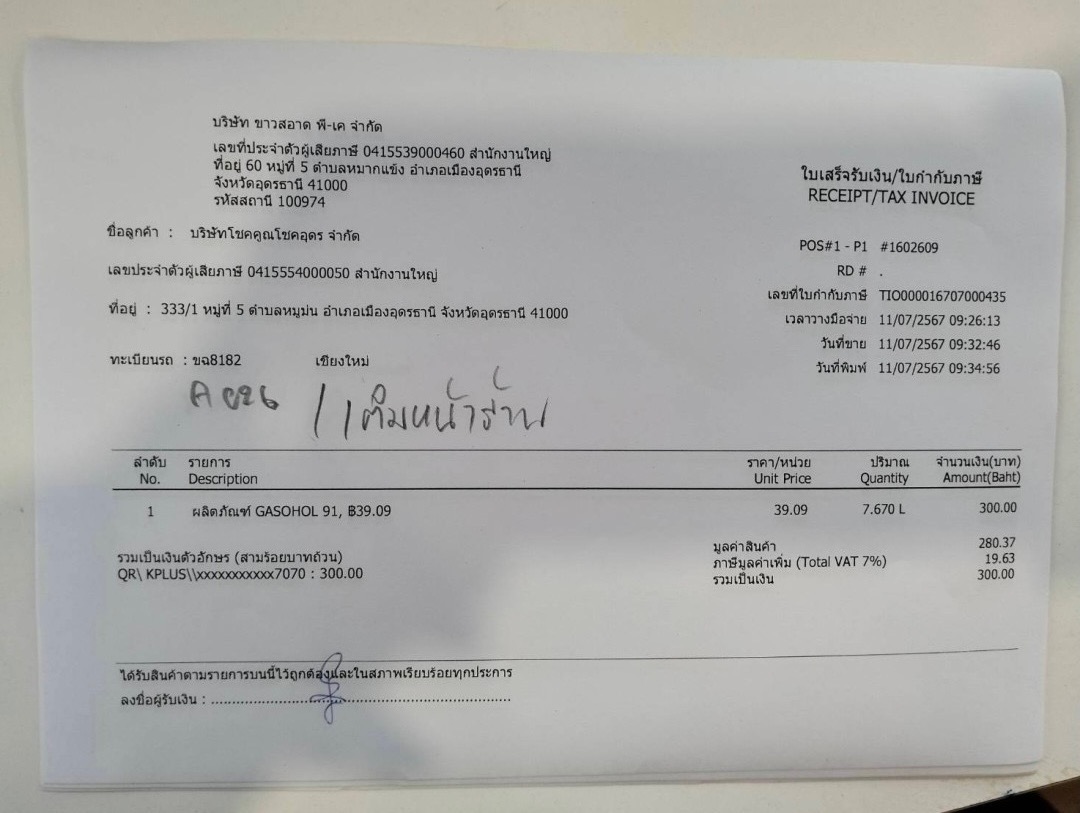 บริษัท ขาวสอาด พี-เค จำกัด
เลขที่ประจำตัวผู้เสียภาษี 0415539000460 สำนักงานใหญ่
ที่อยู่ 60 หมู่ที่ 5 ตำบลหมากแข้ง อำเภอเมืองอุดรธานี
จังหวัดอุดรธานี 41000
รหัสสถานี 100974
ใบเสร็จรับเงิน/ใบกำกับภาษี
RECEIPT/TAX INVOICE
ชื่อลูกค้า : บริษัทโชคคูณโชคอุดร จำกัด
เลขประจำตัวผู้เสียภาษี 0415554000050 สำนักงานใหญ่
ที่อยู่ : 333/1 หมู่ที่ 5 ตำบลหมูม่น อำเภอเมืองอุดรธานี จังหวัดอุดรธานี 41000
ทะเบียนรถ : ขฉ8182 เชียงใหม่
POS#1 - P1 #1602609
RD # .
เลขที่ใบกำกับภาษี TIO000016707000435
เวลาวางมือจ่าย 11/07/2567 09:26:13
วันที่ขาย 11/07/2567 09:32:46
วันที่พิมพ์ 11/07/2567 09:34:56
/ เติมหน้าร้าน
ลำดับ รายการ ราคา/หน่วย ปริมาณ จำนวนเงิน(บาท)
No. Description Unit Price Quantity Amount(Baht)
1 ผลิตภัณฑ์ GASOHOL 91, ฿39.09 39.09 7.670 L 300.00
มูลค่าสินค้า 280.37
รวมเป็นเงินตัวอักษร (สามร้อยบาทถ้วน) ภาษีมูลค่าเพิ่ม (Total VAT 7%) 19.63
QR\ KPLUS\\xxxxxxxxxxx7070 : 300.00 รวมเป็นเงิน 300.00
ได้รับสินค้าตามรายการบนนี้ไว้ถูกต้องและในสภาพเรียบร้อยทุกประการ
ลงชื่อผู้รับเงิน : ............................................................